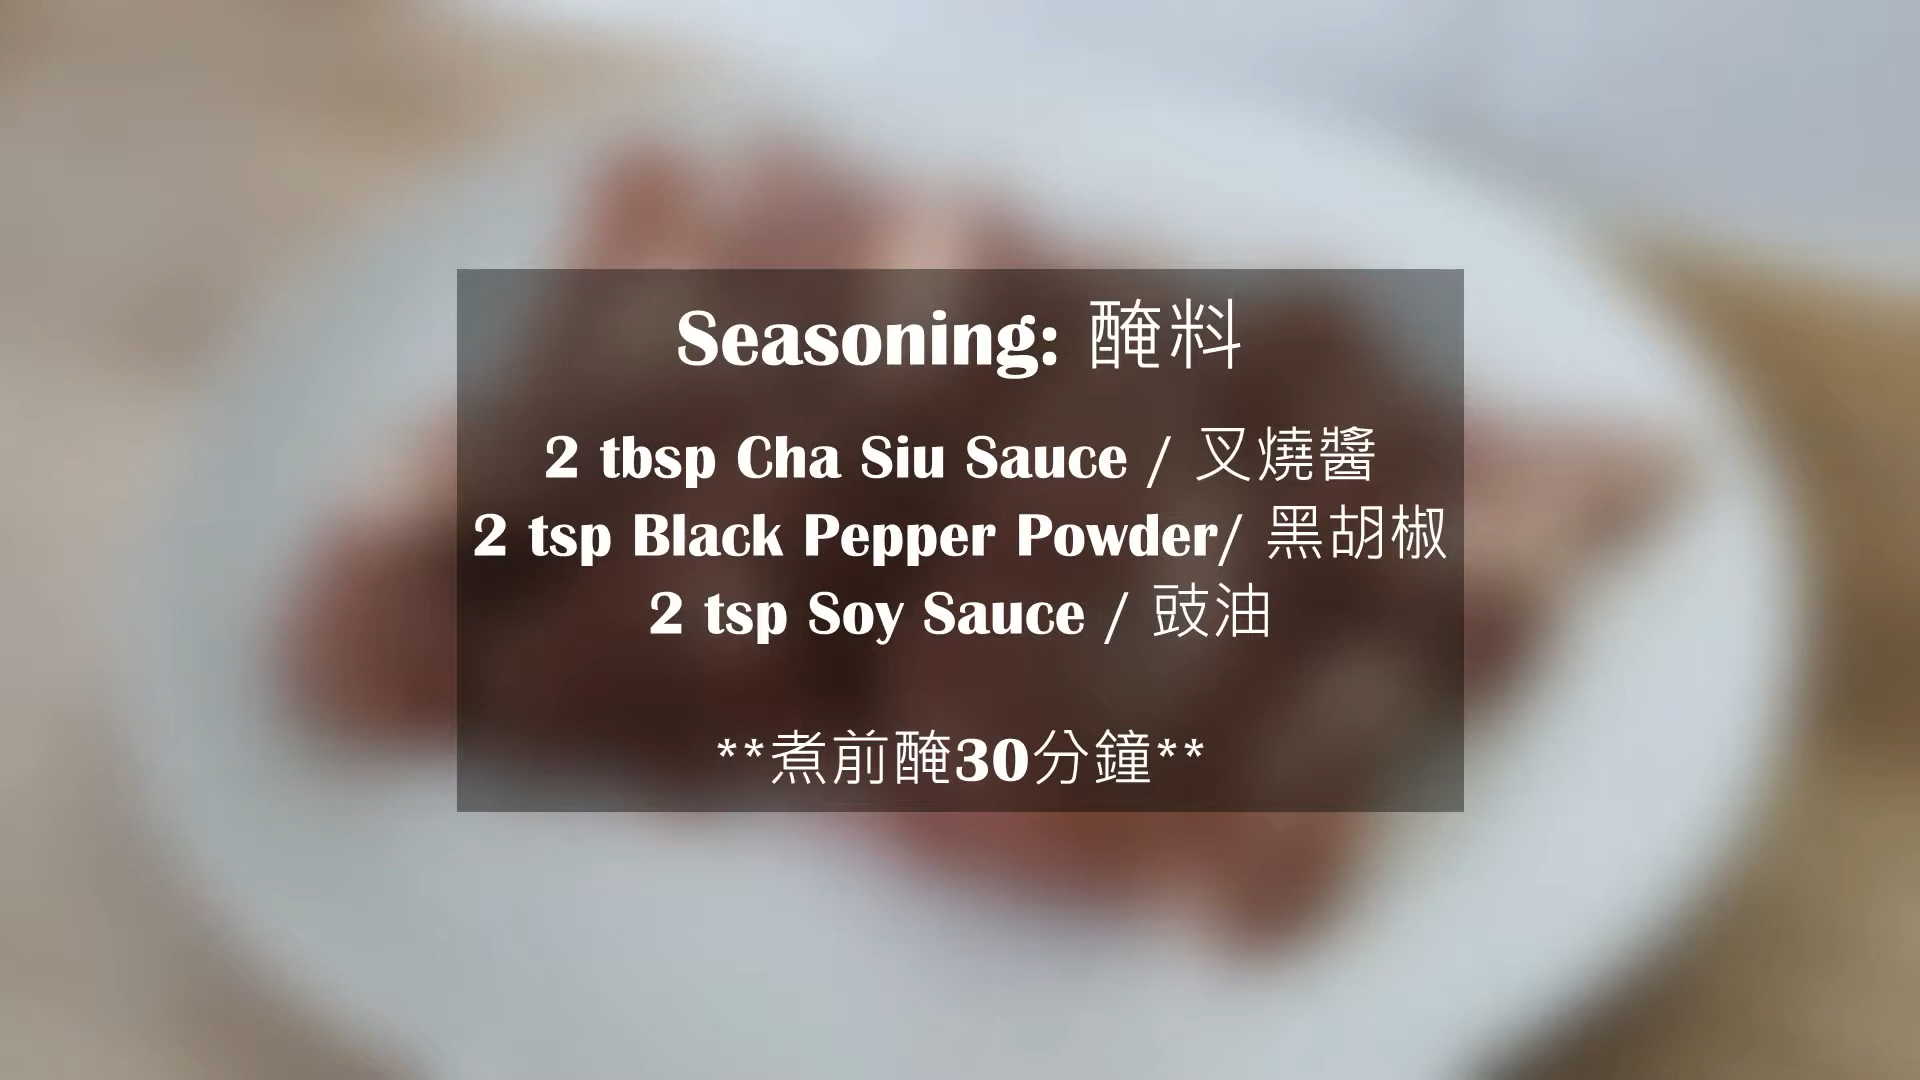 Seasoning: 醃料
2 tbsp Cha Siu Sauce / 叉燒醬
2 tsp Black Pepper Powder/ 黑胡椒
2 tsp Soy Sauce / 豉油
**煮前醃30分鐘**